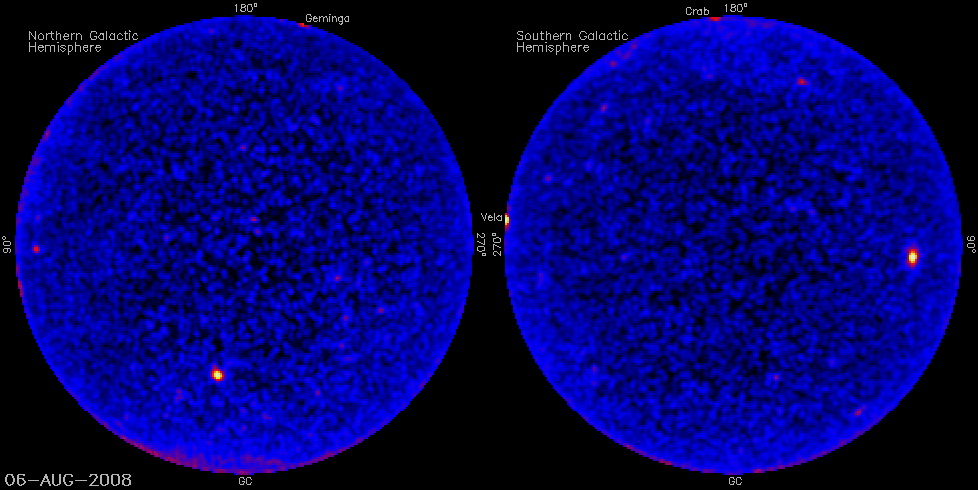 180°
Geminga
Northern Galactic
Hemisphere
90°
270°
GC
Crab
180°
Southern Galactic
Hemisphere
Vela
270°
90°
GC
06-AUG-2008